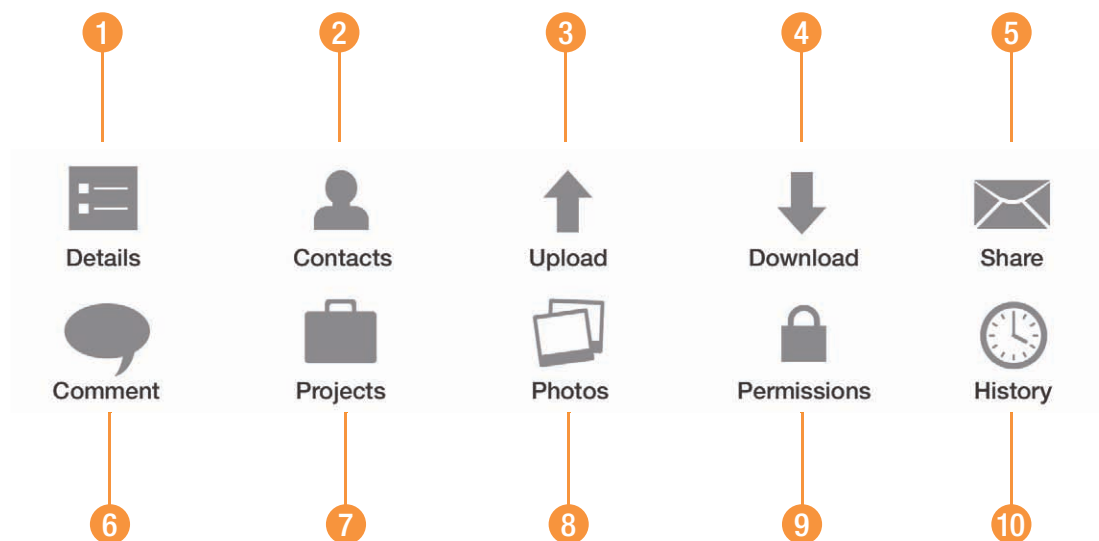 1 2 3 4 5
Details Contacts Upload Download Share
Comment Projects Photos Permissions History
6 7 8 9 10